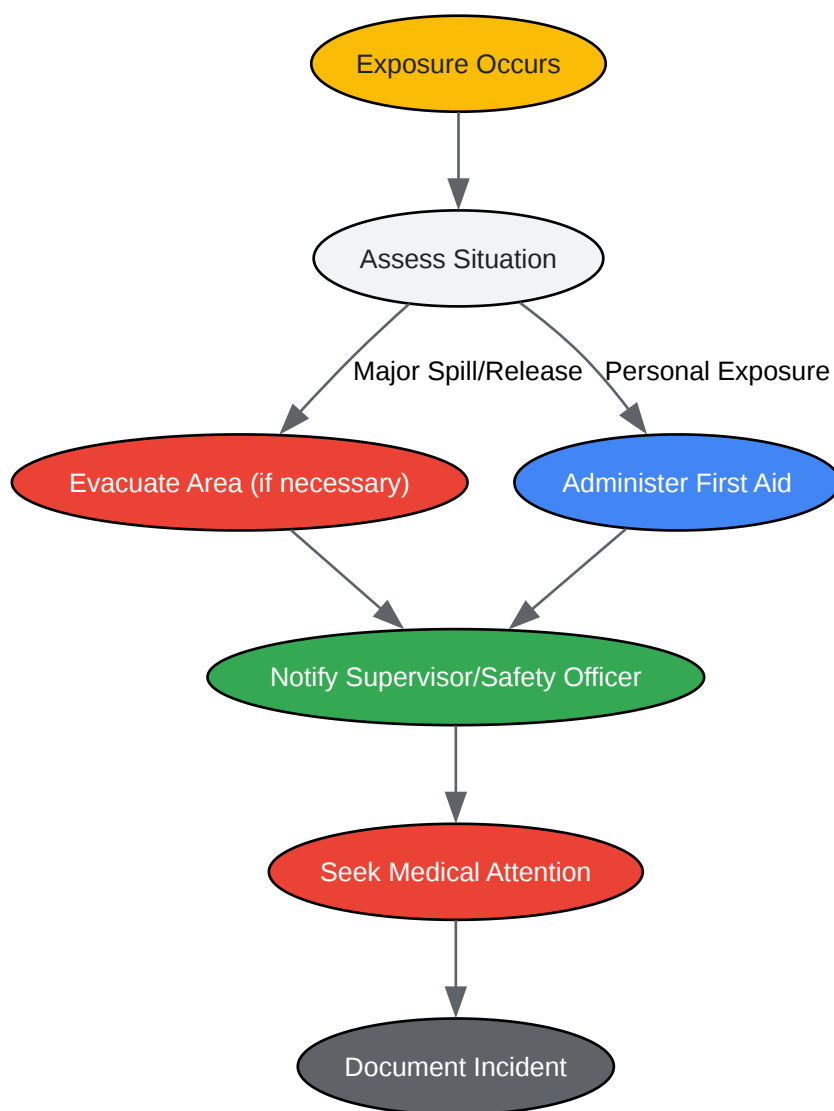 Exposure Occurs
Assess Situation
Major Spill/Release
Personal Exposure
Evacuate Area (if necessary)
Administer First Aid
Notify Supervisor/Safety Officer
Seek Medical Attention
Document Incident